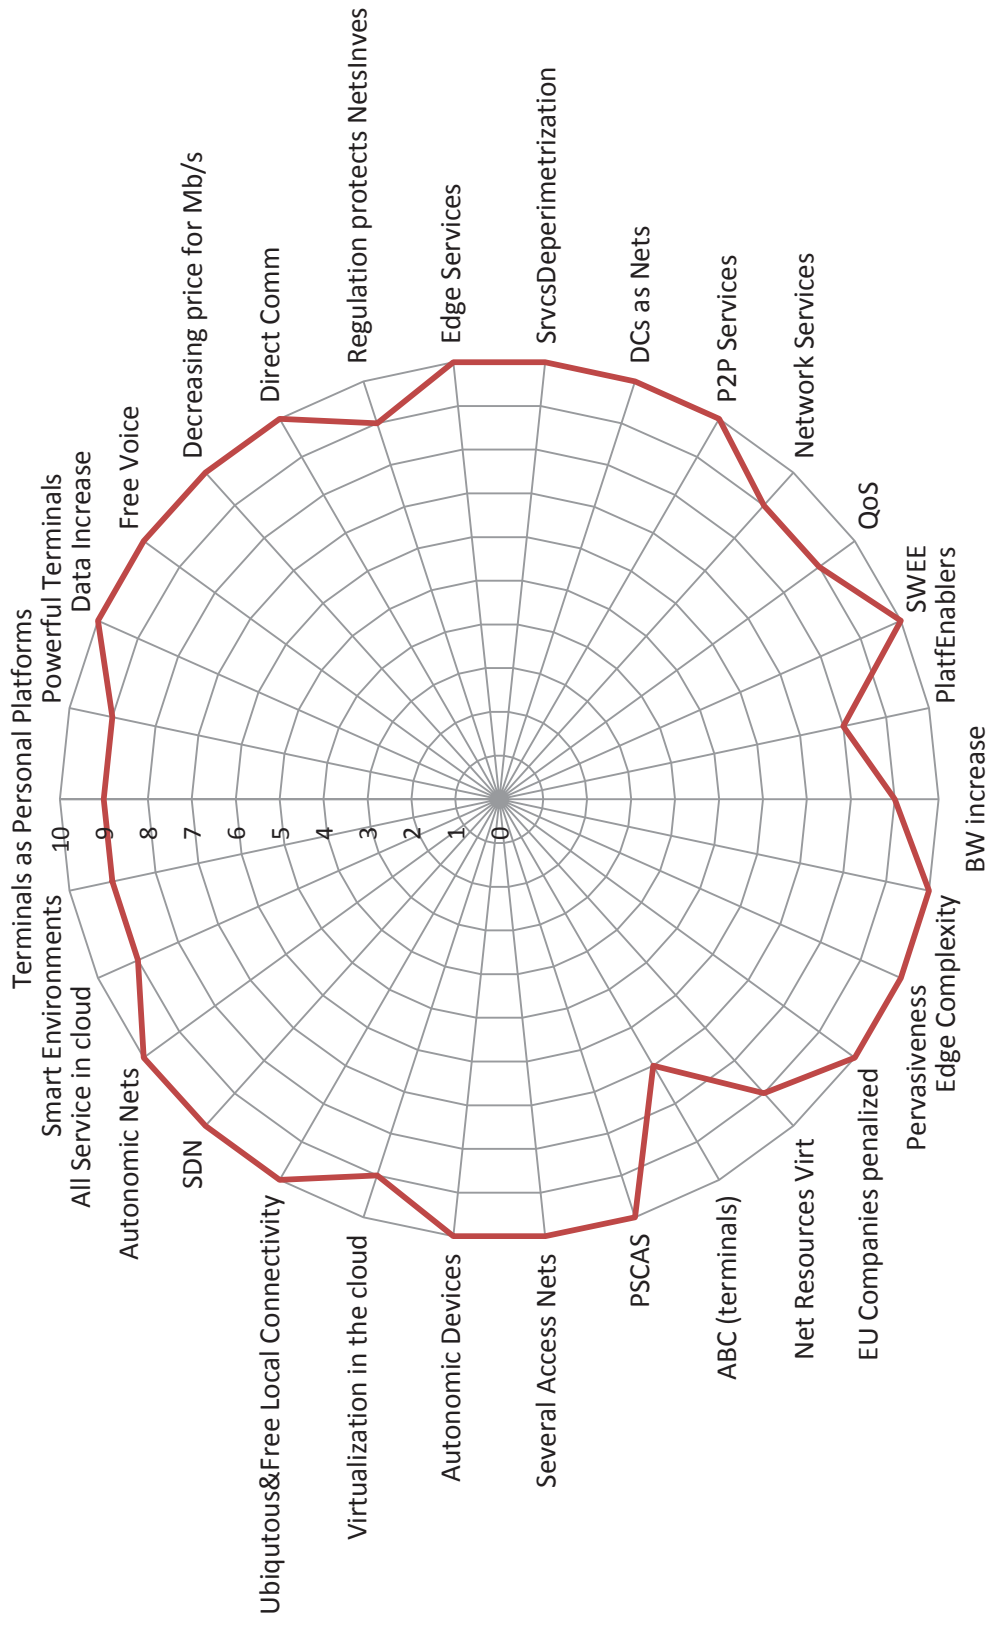 Terminals as Personal Platforms
Powerful Terminals
Data Increase
Free Voice
Decreasing price for Mb/s
Direct Comm
Regulation protects NetsInves
Edge Services
SrvcsDeperimetrization
DCs as Nets
P2P Services
Network Services
QoS
SWEE
PlatfEnablers
BW increase
Edge Complexity
Pervasiveness
EU Companies penalized
Net Resources Virt
ABC (terminals)
PSCAS
Several Access Nets
Autonomic Devices
Virtualization in the cloud
Ubiqutous&Free Local Connectivity
SDN
Autonomic Nets
All Service in cloud
Smart Environments
10
9
8
7
6
5
4
3
2
1
0